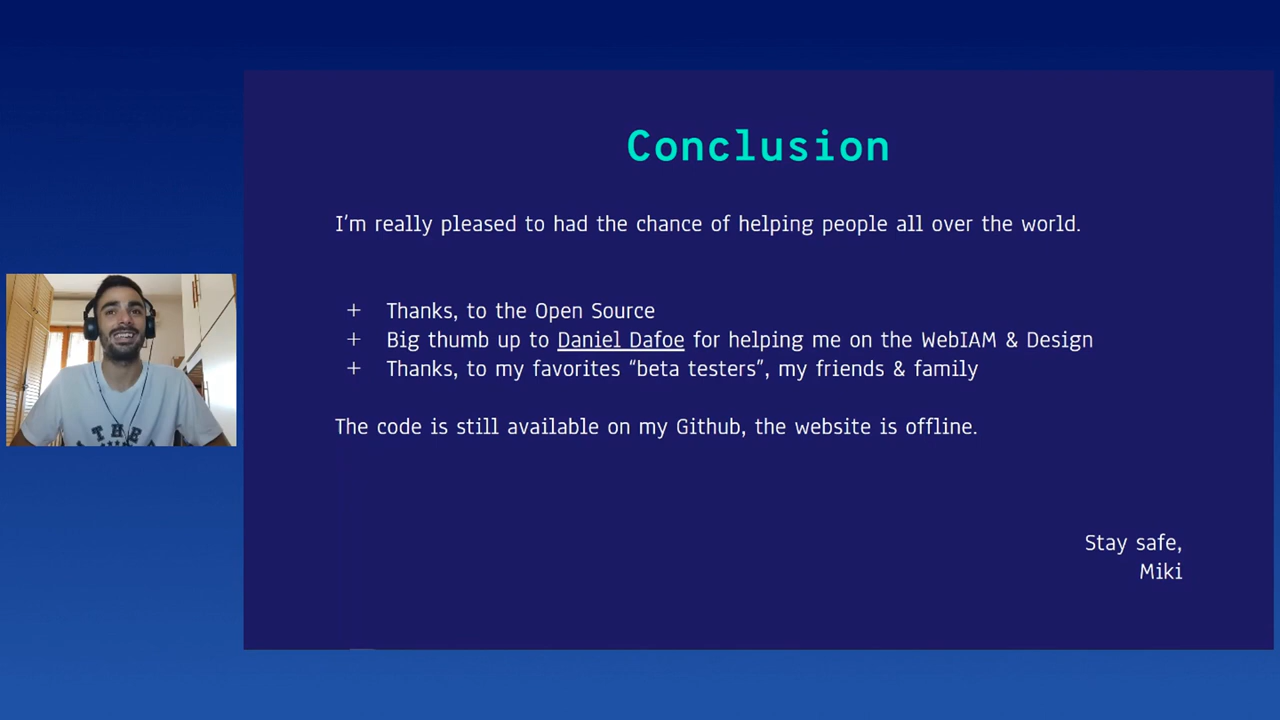 Conclusion
I'm really pleased to had the chance of helping people all over the world.
+ Thanks, to the Open Source
+ Big thumb up to Daniel Dafoe for helping me on the WebIAM & Design
+ Thanks, to my favorites “beta testers”, my friends & family
The code is still available on my Github, the website is offline.
Stay safe,
Miki
THE